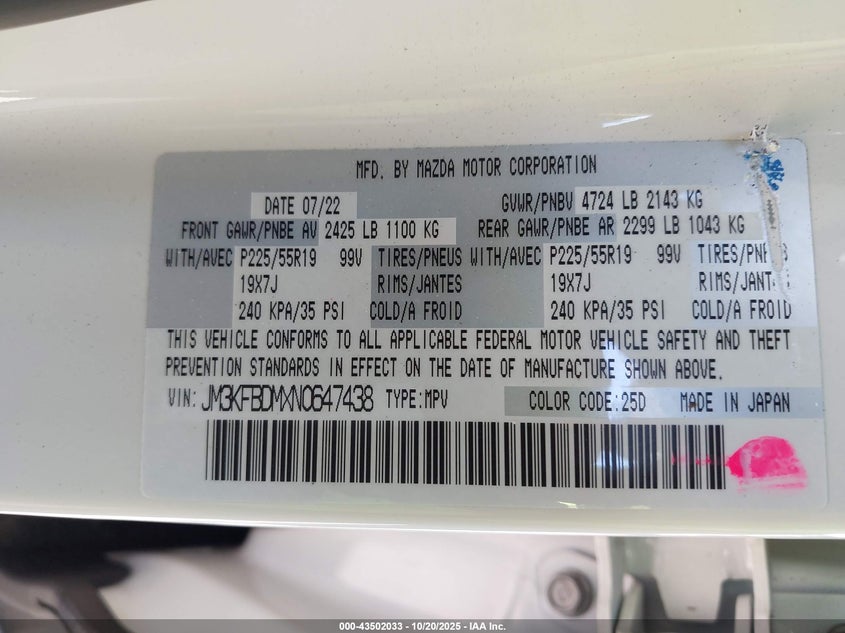 MFD. BY MAZDA MOTOR CORPORATION
DATE 07/22 GVWR/PNBV 4724 LB 2143 KG
FRONT GAWR/PNBE AV 2425 LB 1100 KG REAR GAWR/PNBE AR 2299 LB 1043 KG
WITH/AVEC P225/55R19 99V TIRES/PNEUS WITH/AVEC P225/55R19 99V
19X7J RIMS/JANTES 19X7J
240 KPA/35 PSI COLD/A FROID 240 KPA/35 PSI COLD/A FROID
THIS VEHICLE CONFORMS TO ALL APPLICABLE FEDERAL MOTOR VEHICLE SAFETY AND THEFT
PREVENTION STANDARDS IN EFFECT ON THE DATE OF MANUFACTURE SHOWN ABOVE.
VIN: JM3KFBDMXN0647438 TYPE:MPV COLOR CODE:25D MADE IN JAPAN
000-43502033 - 10/20/2025 - IAA Inc.